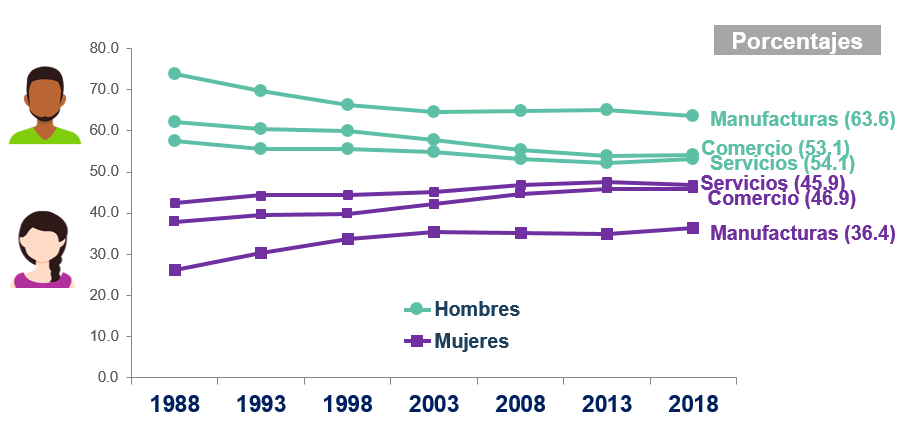 Porcentajes
80.0
70.0
60.0
50.0
40.0
30.0
20.0
10.0
0.0
Manufacturas (63.6)
Comercio (53.1)
Servicios (54.1)
Servicios (45.9)
Comercio (46.9)
Manufacturas (36.4)
Hombres
Mujeres
1988 1993 1998 2003 2008 2013 2018